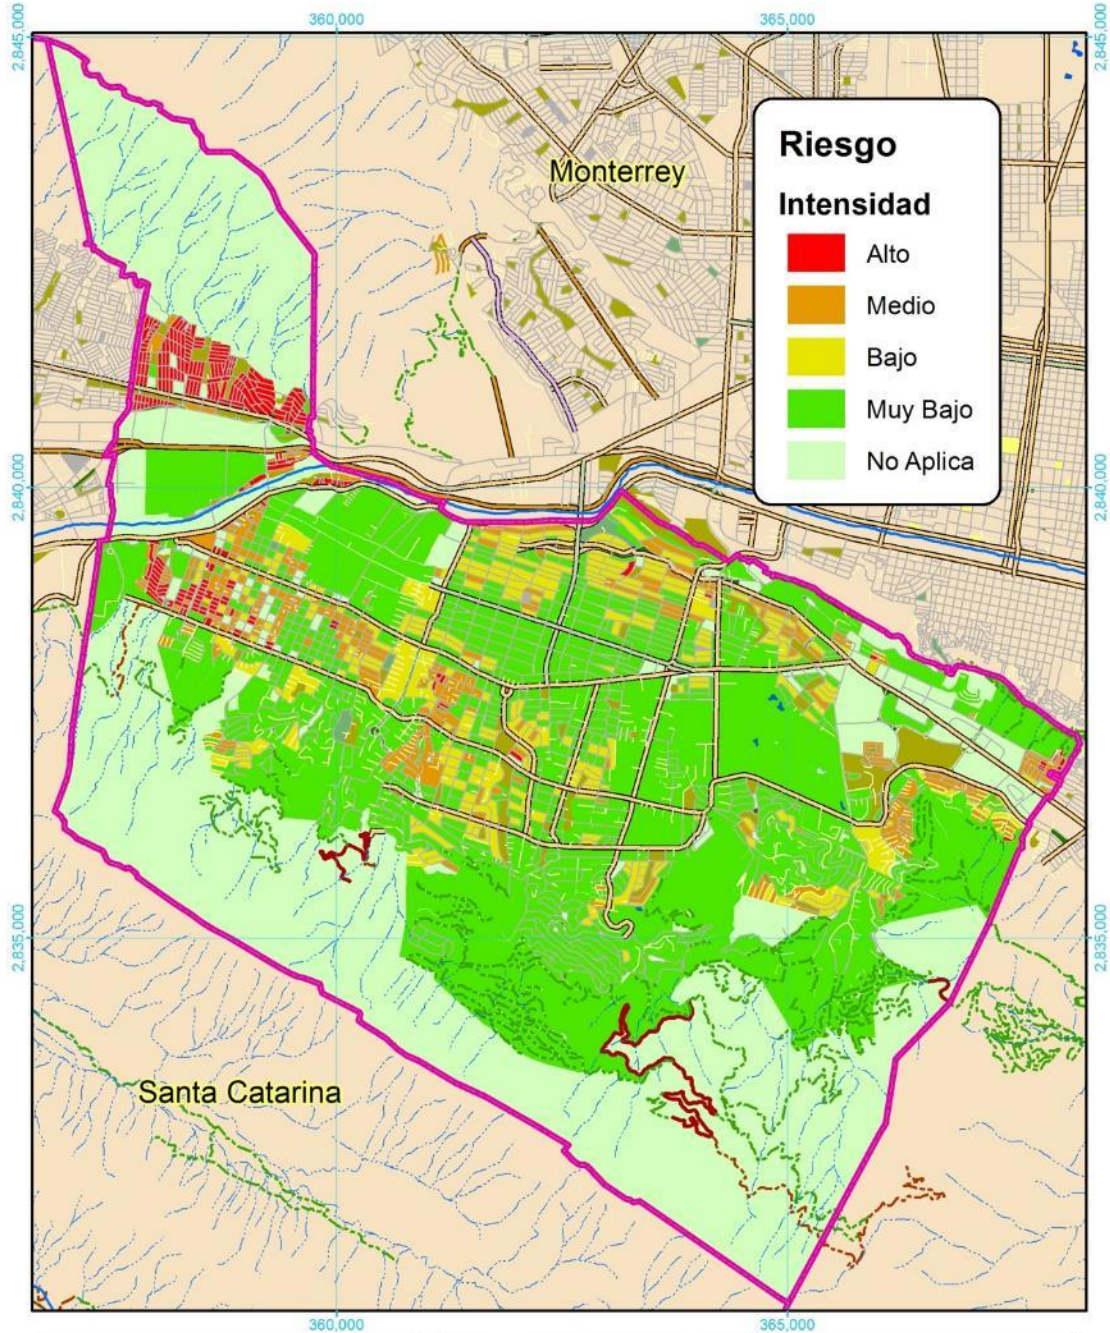 360,000
365,000
2,845,000
2,845,000
Monterrey
Riesgo
Intensidad
Alto
Medio
Bajo
Muy Bajo
No Aplica
2,840,000
2,840,000
2,835,000
2,835,000
Santa Catarina
360,000
365,000